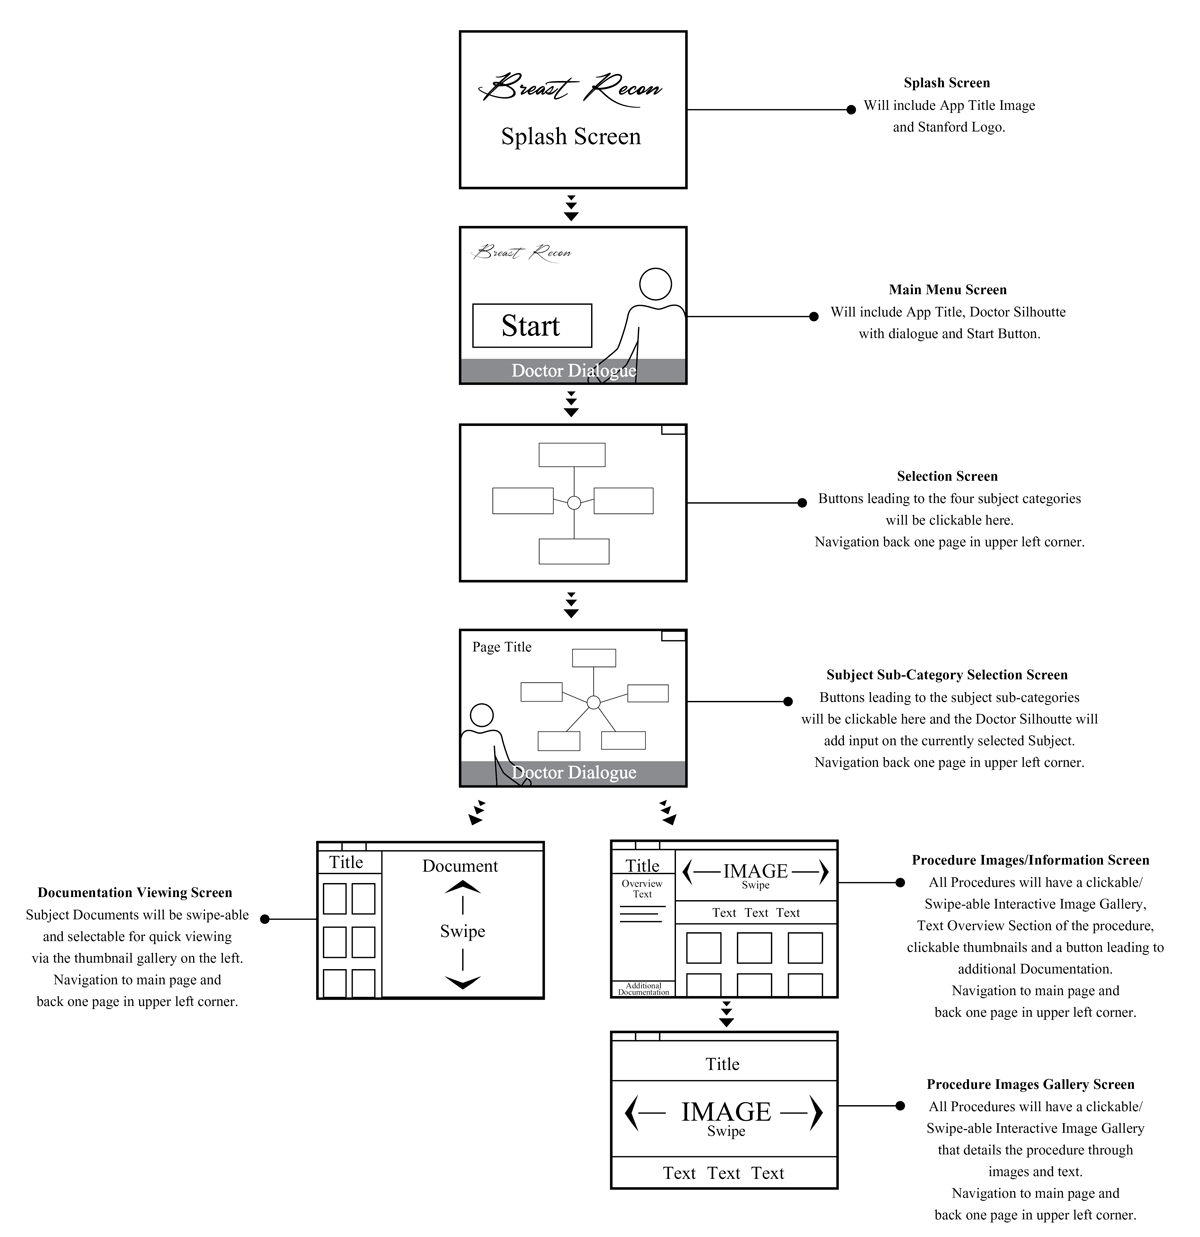 Breast Recon
Splash Screen
Splash Screen
Will include App Title Image
and Stanford Logo.
Breast Recon
Start
Doctor Dialogue
Main Menu Screen
Will include App Title, Doctor Silhoutte
with dialogue and Start Button.
Selection Screen
Buttons leading to the four subject categories
will be clickable here.
Navigation back one page in upper left corner.
Page Title
Doctor Dialogue
Subject Sub-Category Selection Screen
Buttons leading to the subject sub-categories
will be clickable here and the Doctor Silhoutte will
add input on the currently selected Subject.
Navigation back one page in upper left corner.
Documentation Viewing Screen
Subject Documents will be swipe-able
and selectable for quick viewing
via the thumbnail gallery on the left.
Navigation to main page and
back one page in upper left corner.
Title
Document
Swipe
Title
Overview
Text
Additional
Documentation
IMAGE
Swipe
Text Text Text
Procedure Images/Information Screen
All Procedures will have a clickable/
Swipe-able Interactive Image Gallery,
Text Overview Section of the procedure,
clickable thumbnails and a button leading to
additional Documentation.
Navigation to main page and
back one page in upper left corner.
Title
IMAGE
Swipe
Text Text Text
Procedure Images Gallery Screen
All Procedures will have a clickable/
Swipe-able Interactive Image Gallery
that details the procedure through
images and text.
Navigation to main page and
back one page in upper left corner.